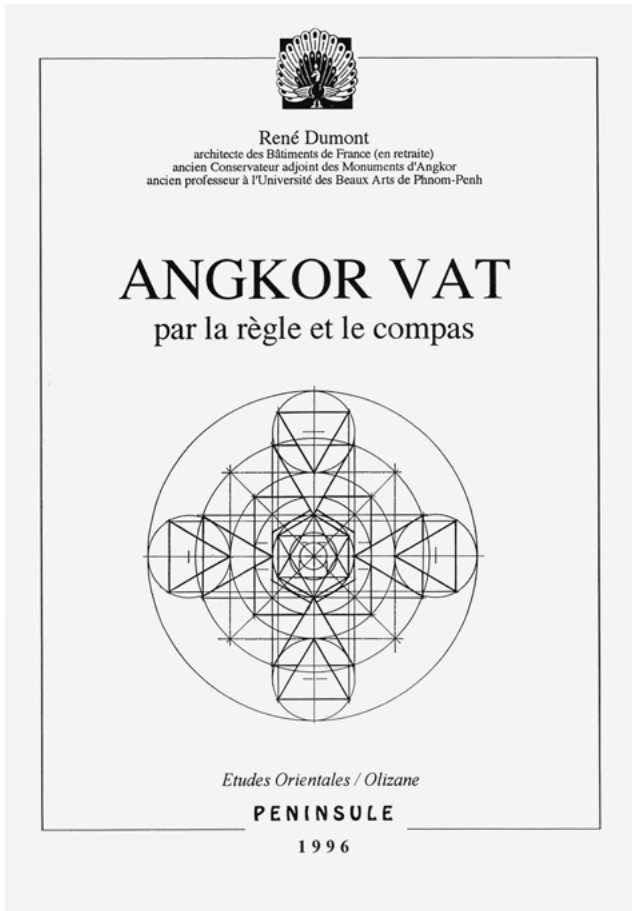 René Dumont
architecte des Bâtiments de France (en retraite)
ancien Conservateur adjoint des Monuments d'Angkor
ancien professeur à l'Université des Beaux Arts de Phnom-Penh
ANGKOR VAT
par la règle et le compas
Etudes Orientales / Olizane
PENINSULE
1996